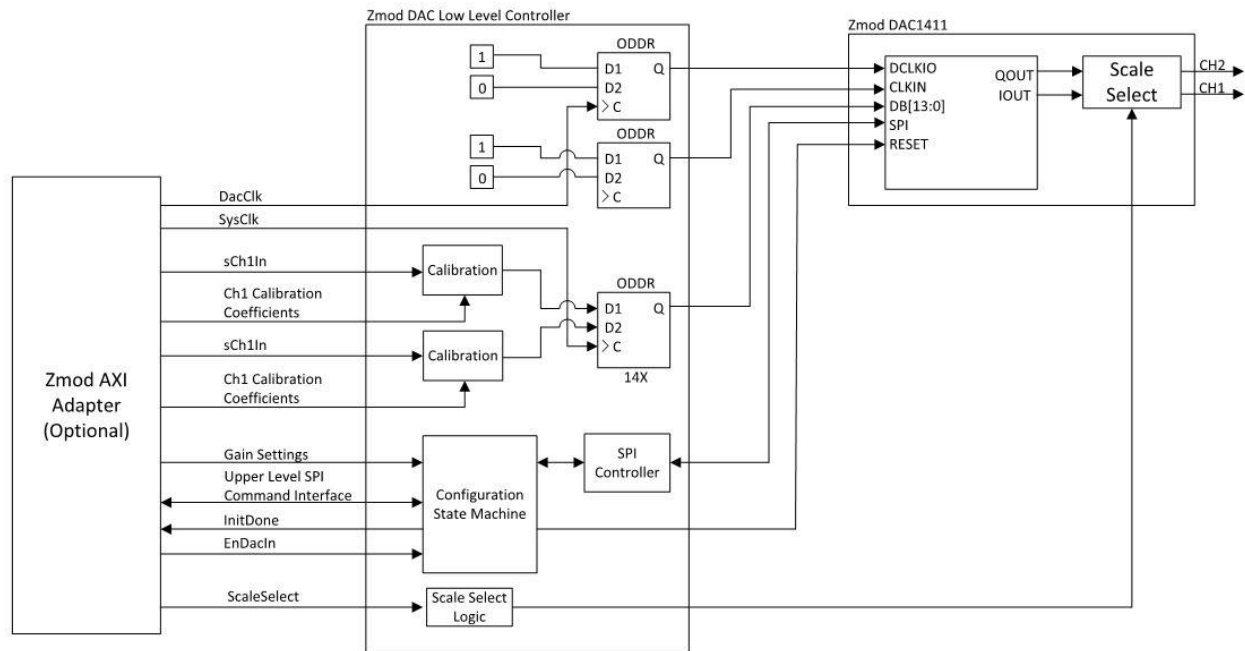 Zmod DAC Low Level Controller
Zmod DAC1411
ODDR
1
D1
Q
0
D2
> C
DCLKIO
CLKIN
DB[13:0]
SPI
RESET
QOUT
IOUT
Scale
Select
CH2
CH1
ODDR
1
D1
Q
0
D2
> C
DacClk
SysClk
sCh1In
Calibration
Ch1 Calibration
Coefficients
ODDR
D1
Q
D2
> C
14X
sCh1In
Calibration
Ch1 Calibration
Coefficients
Zmod AXI
Adapter
(Optional)
Gain Settings
Upper Level SPI
Command Interface
InitDone
EnDacIn
Configuration
State Machine
SPI
Controller
ScaleSelect
Scale Select
Logic